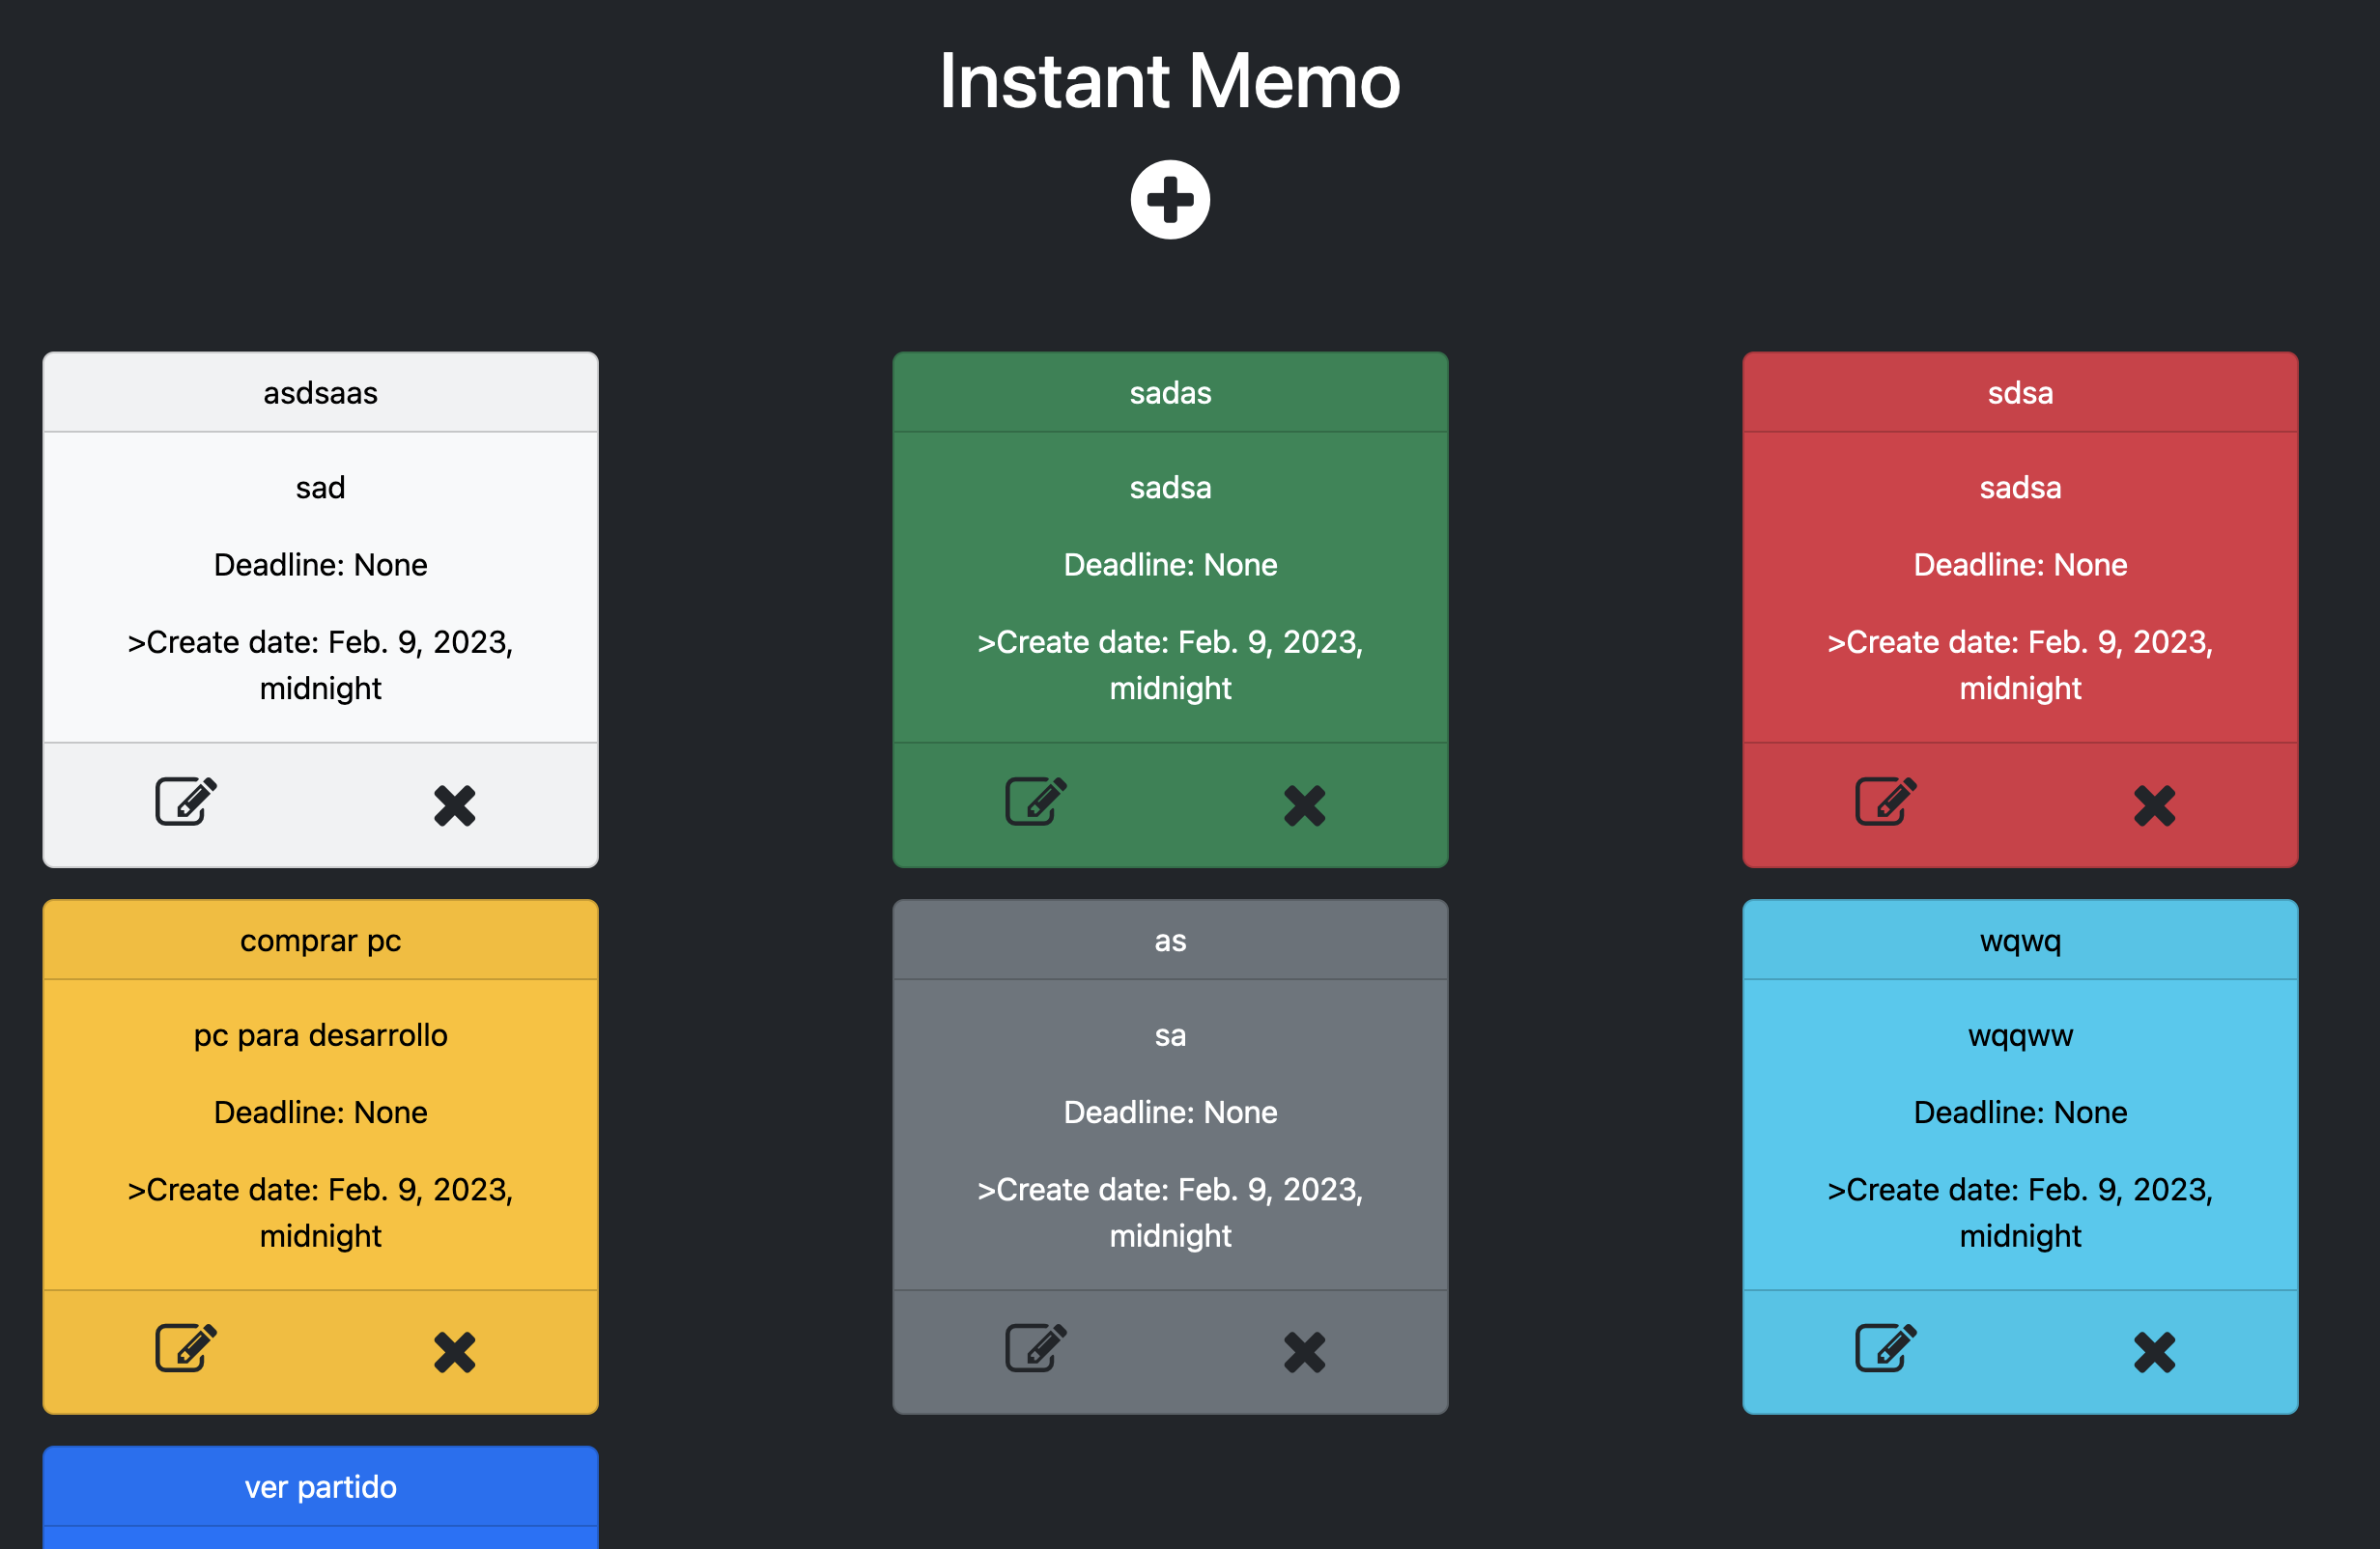 Instant Memo
asdsaas
sad
Deadline: None
>Create date: Feb. 9, 2023,
midnight
sadas
sadsa
Deadline: None
>Create date: Feb. 9, 2023,
midnight
sdsa
sadsa
Deadline: None
>Create date: Feb. 9, 2023,
midnight
comprar pc
pc para desarrollo
Deadline: None
>Create date: Feb. 9, 2023,
midnight
as
sa
Deadline: None
>Create date: Feb. 9, 2023,
midnight
wqwq
wqqww
Deadline: None
>Create date: Feb. 9, 2023,
midnight
ver partido